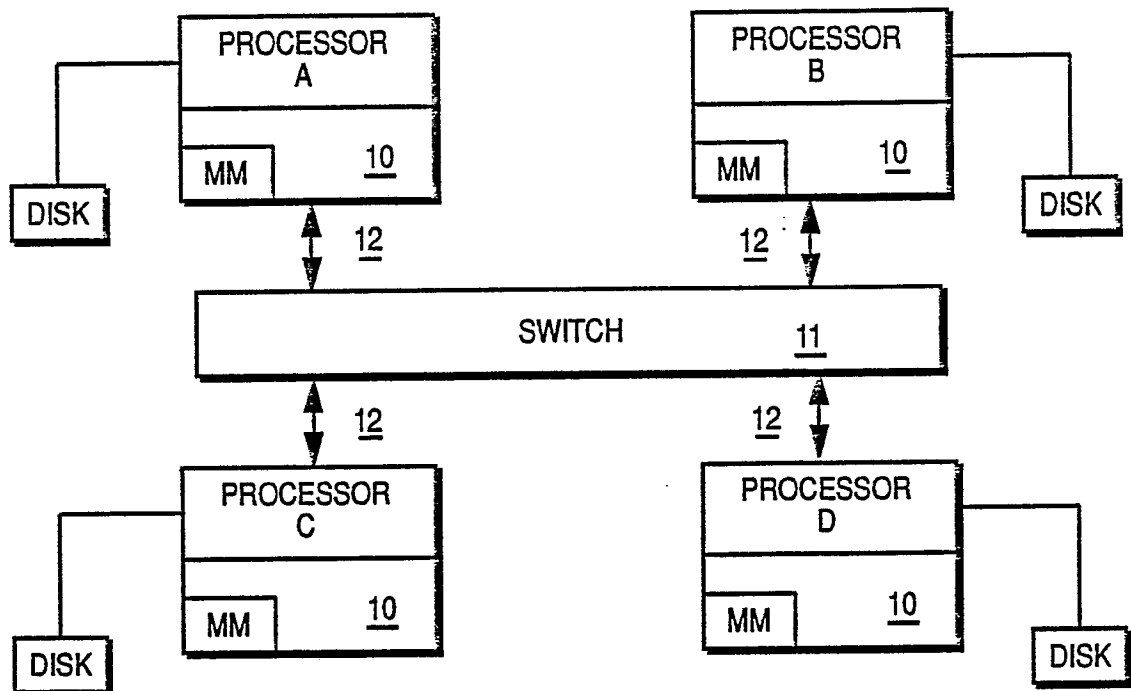 PROCESSOR
A
MM
10
DISK
PROCESSOR
B
MM
10
DISK
12
12
SWITCH
11
12
12
PROCESSOR
C
MM
10
DISK
PROCESSOR
D
MM
10
DISK